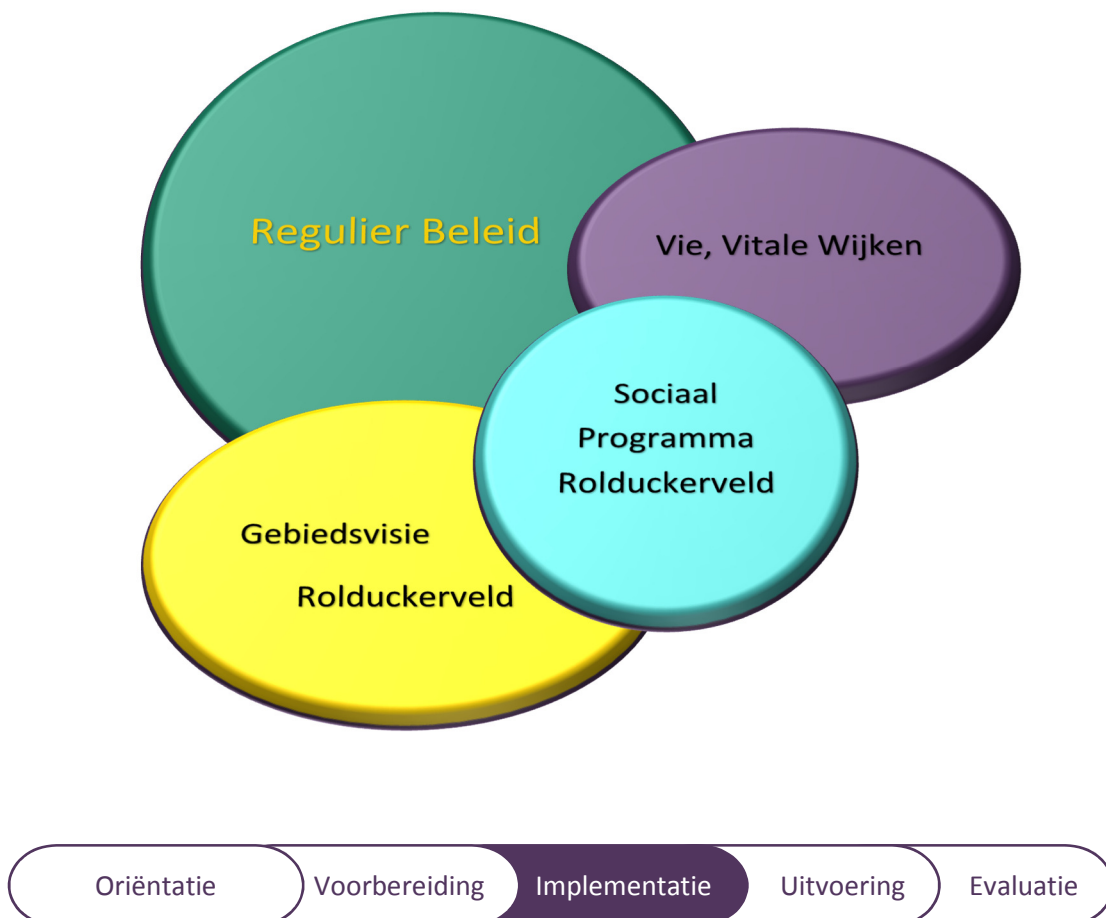 Regulier Beleid
Vie, Vitale Wijken
Sociaal
Programma
Rolduckerveld
Gebiedsvisie
Rolduckerveld
Oriëntatie
Voorbereiding
Implementatie
Uitvoering
Evaluatie